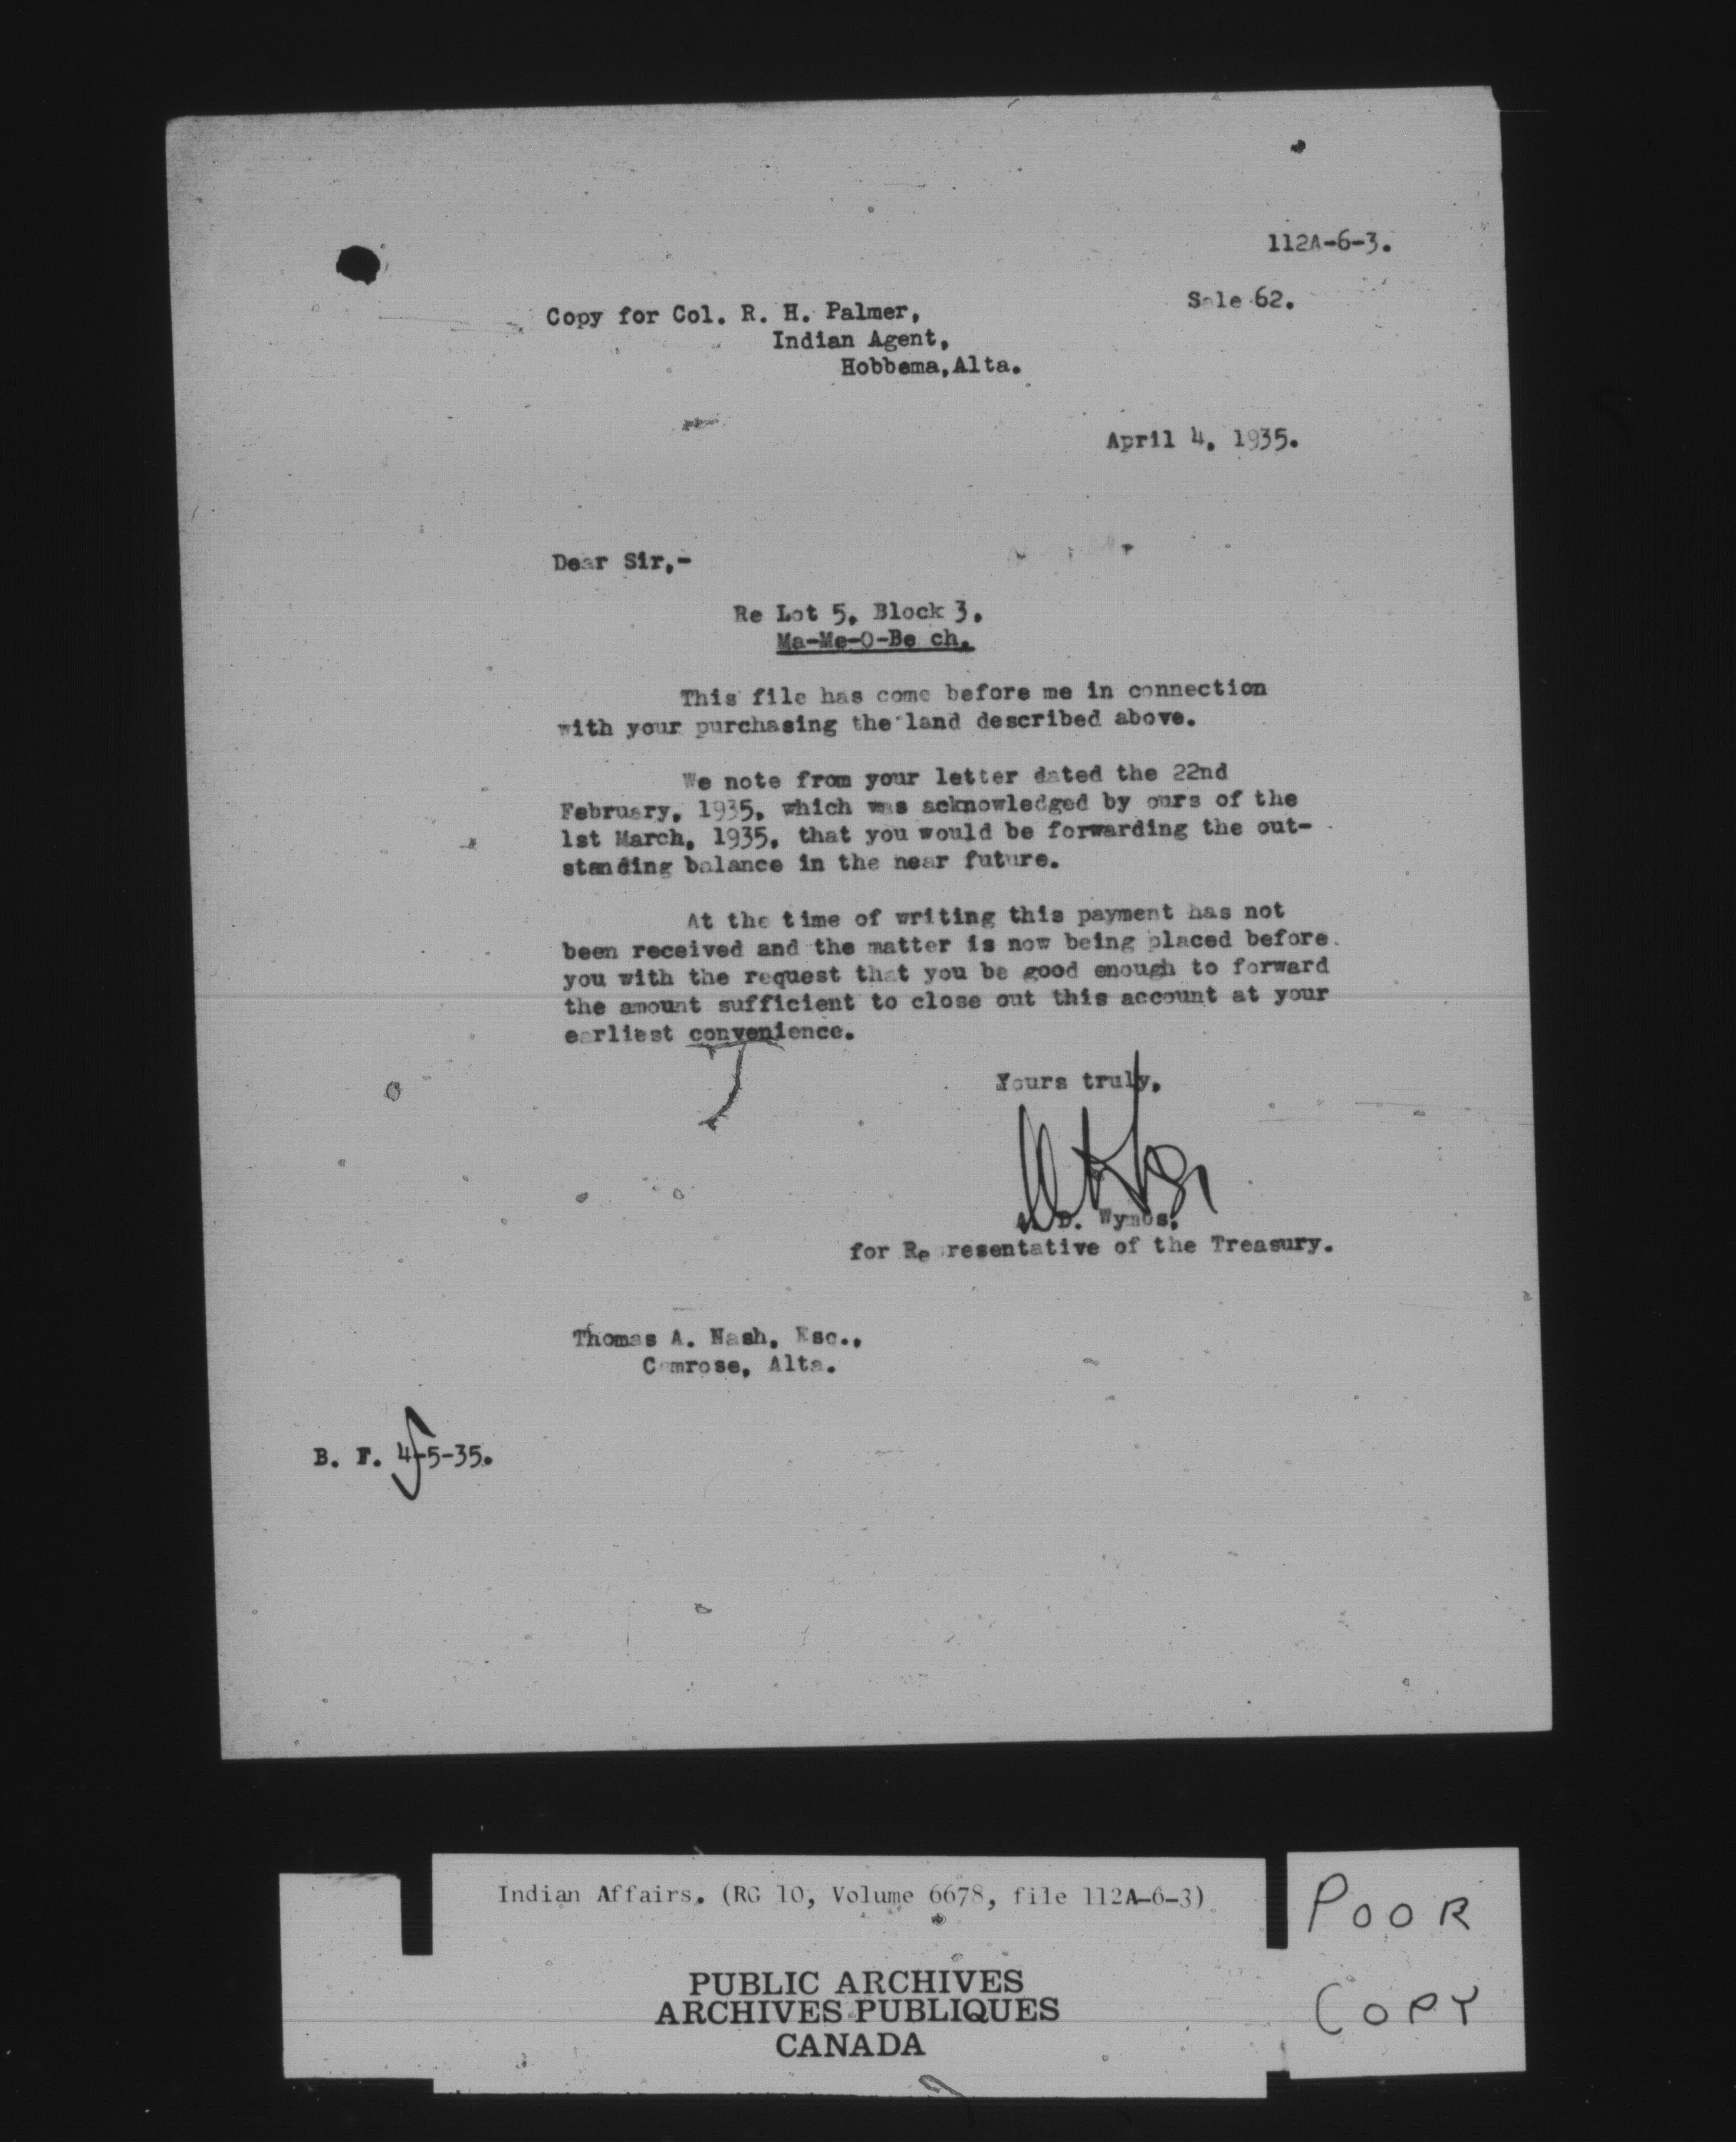 112A-6-3.
Sale 62.
Copy for Col. R. H. Palmer,
Indian Agent,
Hobbema,Alta.
April 4, 1935.
Dear Sir,-
Re Lot 5, Block 3,
Ma-Me-O-Be ch.
This file has come before me in connection
with your purchasing the land described above.
We note from your letter dated the 22nd
February, 1935, which was acknowledged by ours of the
1st March, 1935, that you would be forwarding the out-
standing balance in the near future.
At the time of writing this payment has not
been received and the matter is now being placed before
you with the request that you be good enough to forward
the amount sufficient to close out this account at your
earliest convenience.
Yours truly,
D.
for Representative of the Treasury.
Thomas A. Nash, Esq.,
Camrose, Alta.
B. F. 4-5-35.
Indian Affairs. (RG 10, Volume 6678, file 112A-6-3)
PUBLIC ARCHIVES
ARCHIVES PUBLIQUES
CANADA
POOR
COPY